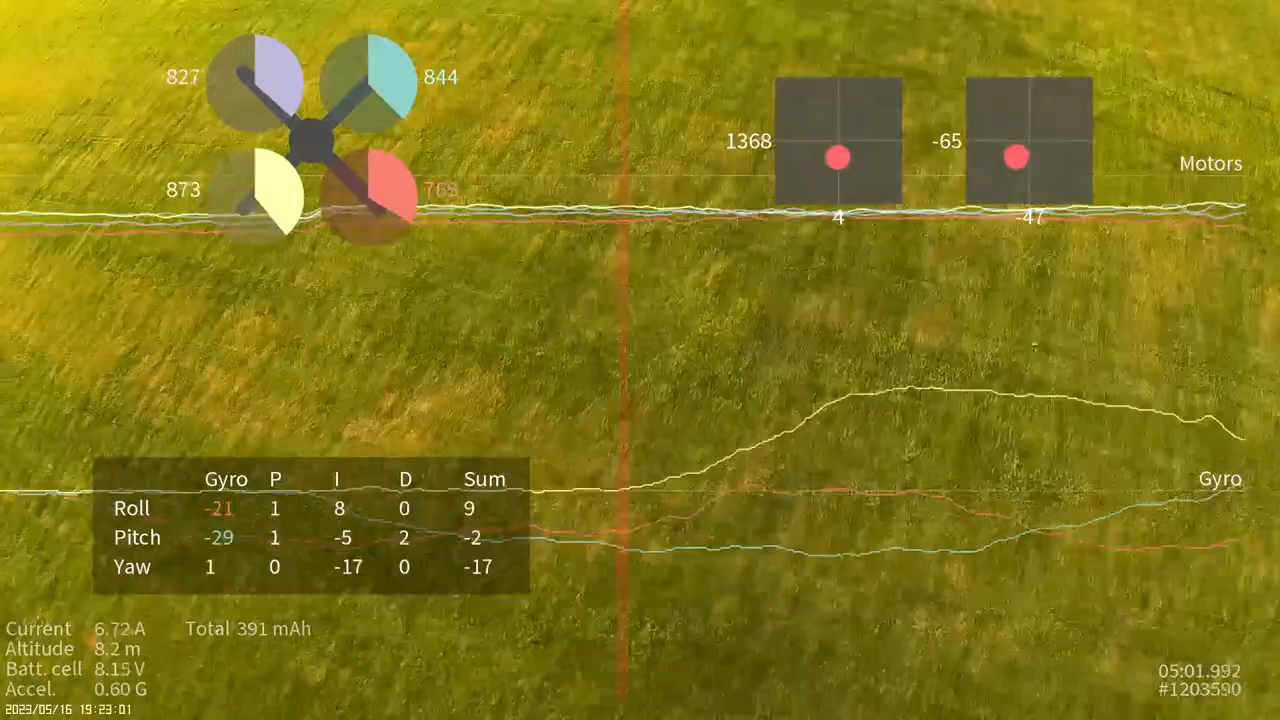 827
844
873
768
1368
4
-65
-47
Motors
Gyro P I D Sum
Roll -21 1 8 0 9
Pitch -29 1 -5 2 -2
Yaw 1 0 -17 0 -17
Gyro
Current 6.72 A Total 391 mAh
Altitude 8.2 m
Batt. cell 8.15 V
Accel. 0.60 G
2023/05/16 19:23:01
05:01.992
#1203590